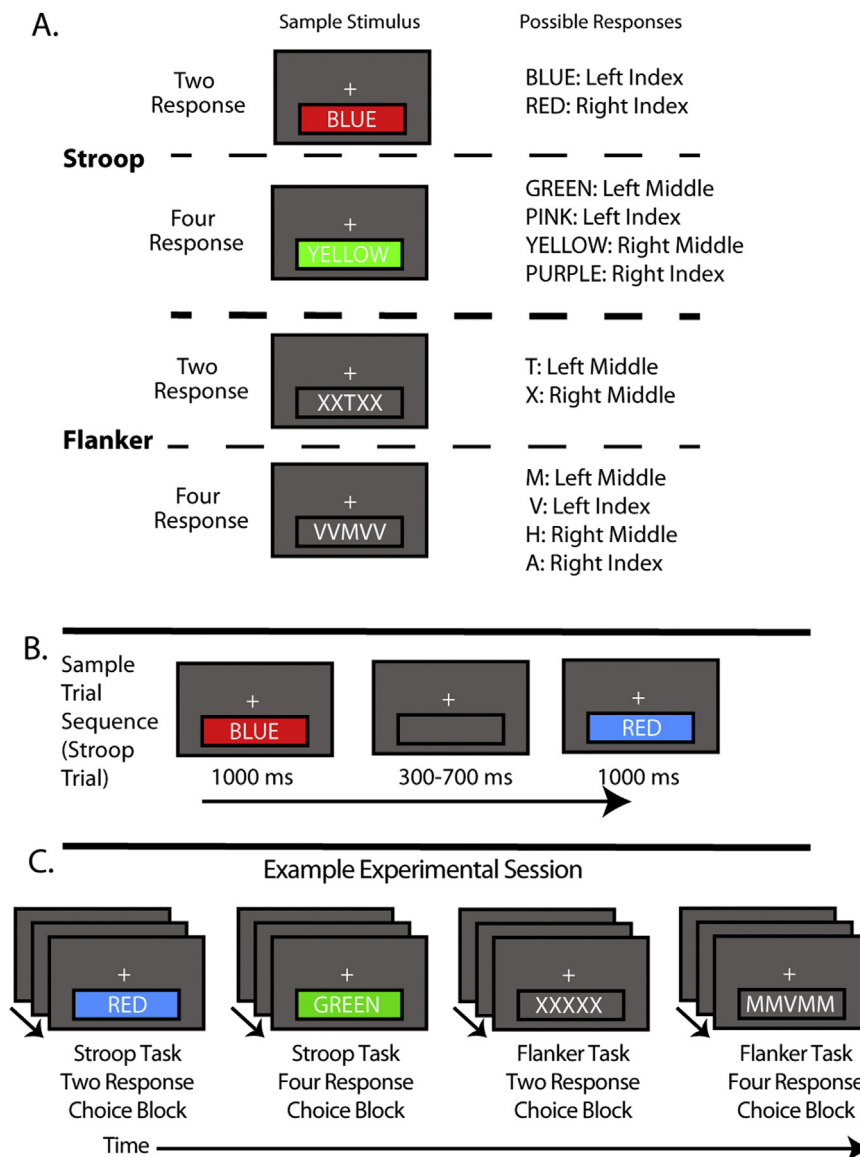 A.
Sample Stimulus
Possible Responses
Two
Response
+
BLUE
BLUE: Left Index
RED: Right Index
Stroop
Four
Response
+
YELLOW
GREEN: Left Middle
PINK: Left Index
YELLOW: Right Middle
PURPLE: Right Index
Two
Response
+
XXTXX
T: Left Middle
X: Right Middle
Flanker
Four
Response
+
VVMVV
M: Left Middle
V: Left Index
H: Right Middle
A: Right Index
B.
Sample
Trial
Sequence
(Stroop
Trial)
+
BLUE
1000 ms
+
300-700 ms
+
RED
1000 ms
C.
Example Experimental Session
+
RED
Stroop Task
Two Response
Choice Block
+
GREEN
Stroop Task
Four Response
Choice Block
+
XXXXX
Flanker Task
Two Response
Choice Block
+
MMVMM
Flanker Task
Four Response
Choice Block
Time